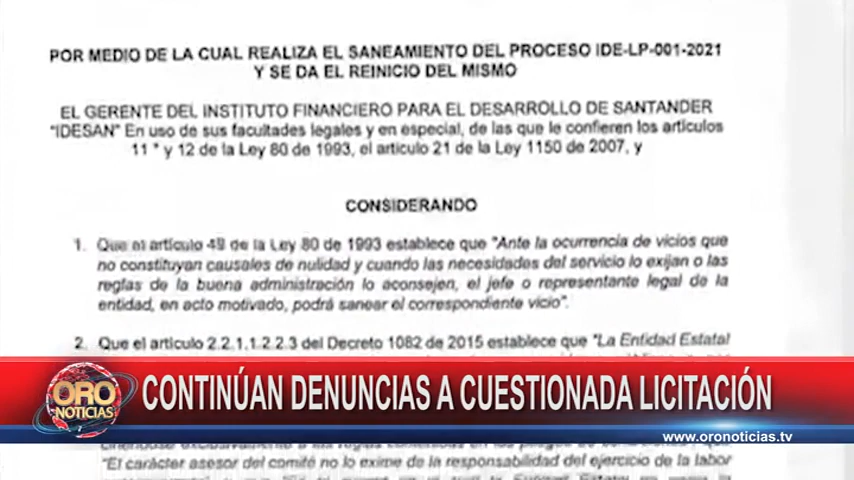 POR MEDIO DE LA CUAL REALIZA EL SANEAMIENTO DEL PROCESO IDE-LP-001-2021
Y SE DA EL REINICIO DEL MISMO
EL GERENTE DEL INSTITUTO FINANCIERO PARA EL DESARROLLO DE SANTANDER
"IDESAN" En uso de sus facultades legales y en especial, de las que le confieren los artículos
11 ° y 12 de la Ley 80 de 1993, el artículo 21 de la Ley 1150 de 2007, y
CONSIDERANDO
1. Que el artículo 49 de la Ley 80 de 1993 establece que "Ante la ocurrencia de vicios que
no constituyan causales de nulidad y cuando las necesidades del servicio lo exijan o las
reglas de la buena administración lo aconsejen, el jefe o representante legal de la
entidad, en acto motivado, podrá sanear el correspondiente vicio".
2. Que el artículo 2.2.1.1.2.2.3 del Decreto 1082 de 2015 establece que "La Entidad Estatal
ORO
NOTICIAS
CONTINÚAN DENUNCIAS A CUESTIONADA LICITACIÓN
www.oronoticias.tv
"El carácter asesor del comité no lo exime de la responsabilidad del ejercicio de la labor